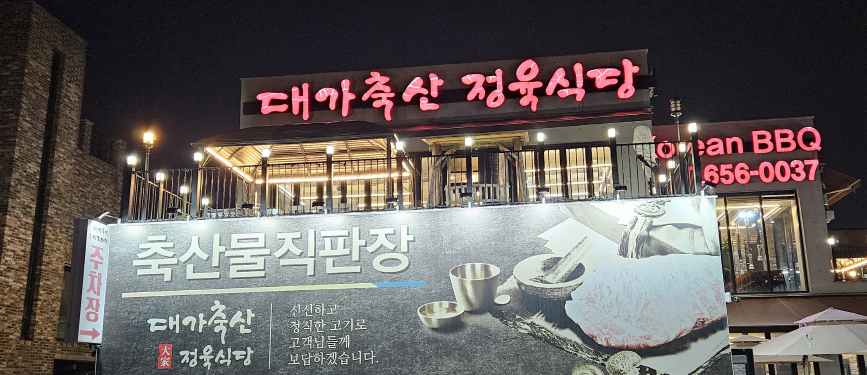 대가축산 정육식당
Korean BBQ
656-0037
축산물직판장
대가축산
大家 정육식당
신선하고
정직한 고기로
고객님들께
보답하겠습니다.
주차장